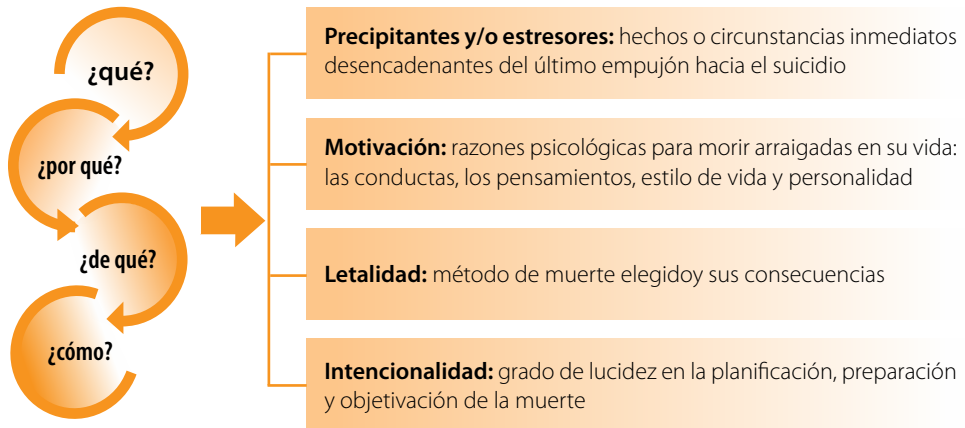 ¿qué?
¿por qué?
¿de qué?
¿cómo?
Precipitantes y/o estresores: hechos o circunstancias inmediatos
desencadenantes del último empujón hacia el suicidio
Motivación: razones psicológicas para morir arraigadas en su vida:
las conductas, los pensamientos, estilo de vida y personalidad
Letalidad: método de muerte elegidoy sus consecuencias
Intencionalidad: grado de lucidez en la planificación, preparación
y objetivación de la muerte